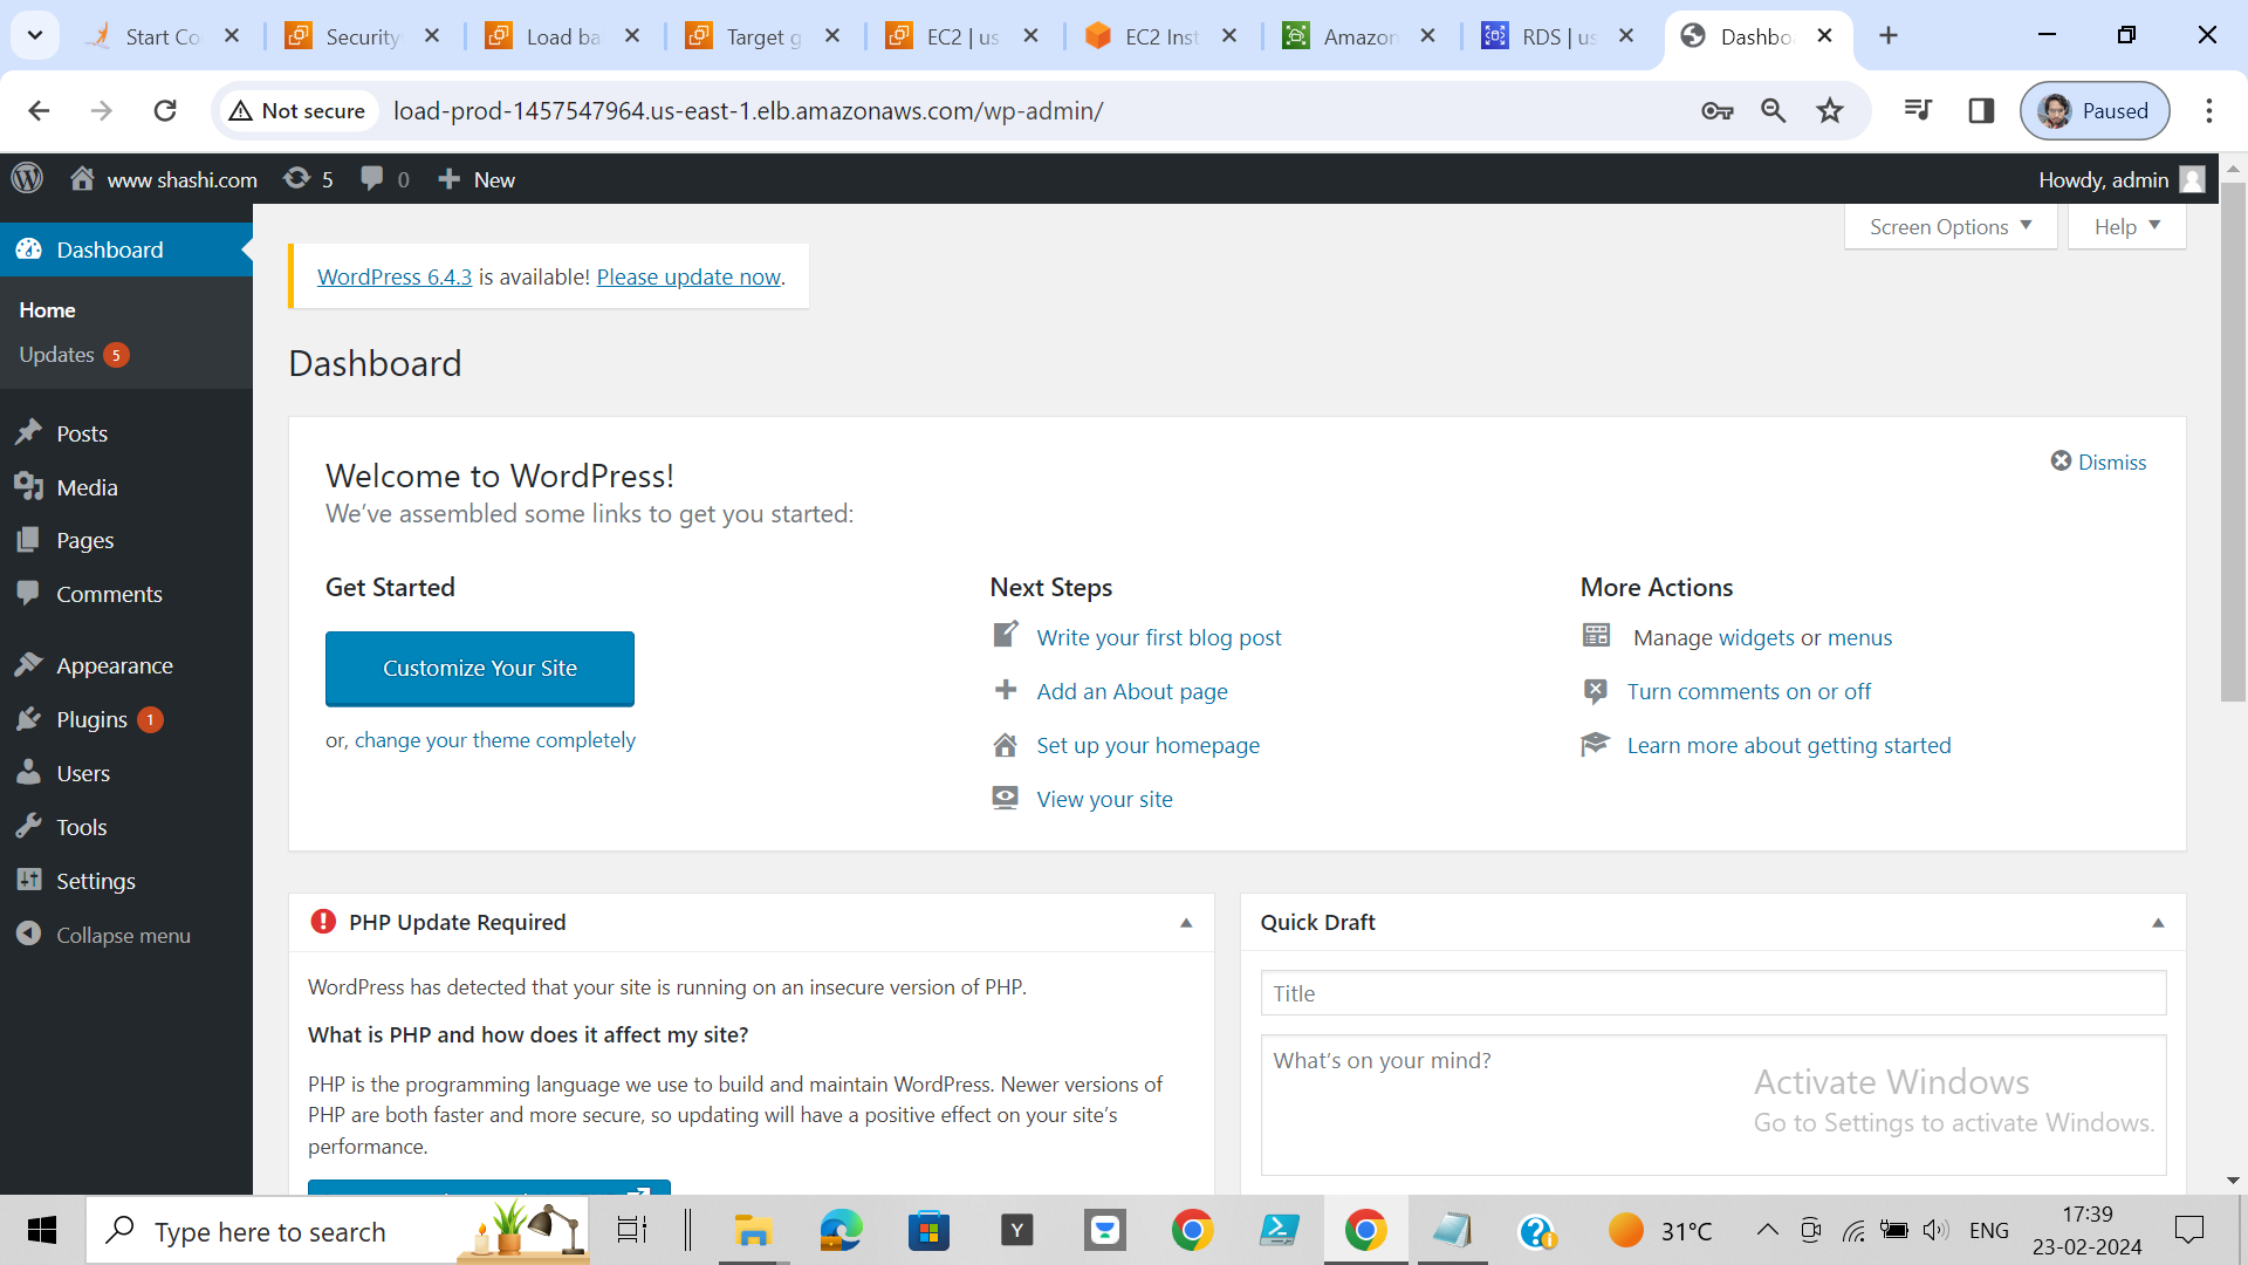 Start Co
Security
Load ba
Target g
EC2 | us
EC2 Inst
Amazon
RDS | us
Dashbo
Not secure
load-prod-1457547964.us-east-1.elb.amazonaws.com/wp-admin/
Paused
www shashi.com
5
0
New
Howdy, admin
Screen Options
Help
Dashboard
Home
Updates 5
Posts
Media
Pages
Comments
Appearance
Plugins 1
Users
Tools
Settings
Collapse menu
WordPress 6.4.3 is available! Please update now.
Dashboard
Welcome to WordPress!
We’ve assembled some links to get you started:
Dismiss
Get Started
Customize Your Site
or, change your theme completely
Next Steps
Write your first blog post
Add an About page
Set up your homepage
View your site
More Actions
Manage widgets or menus
Turn comments on or off
Learn more about getting started
PHP Update Required
WordPress has detected that your site is running on an insecure version of PHP.
What is PHP and how does it affect my site?
PHP is the programming language we use to build and maintain WordPress. Newer versions of
PHP are both faster and more secure, so updating will have a positive effect on your site’s
performance.
Quick Draft
Title
What’s on your mind?
Activate Windows
Go to Settings to activate Windows.
Type here to search
Y
31°C
ENG
17:39
23-02-2024